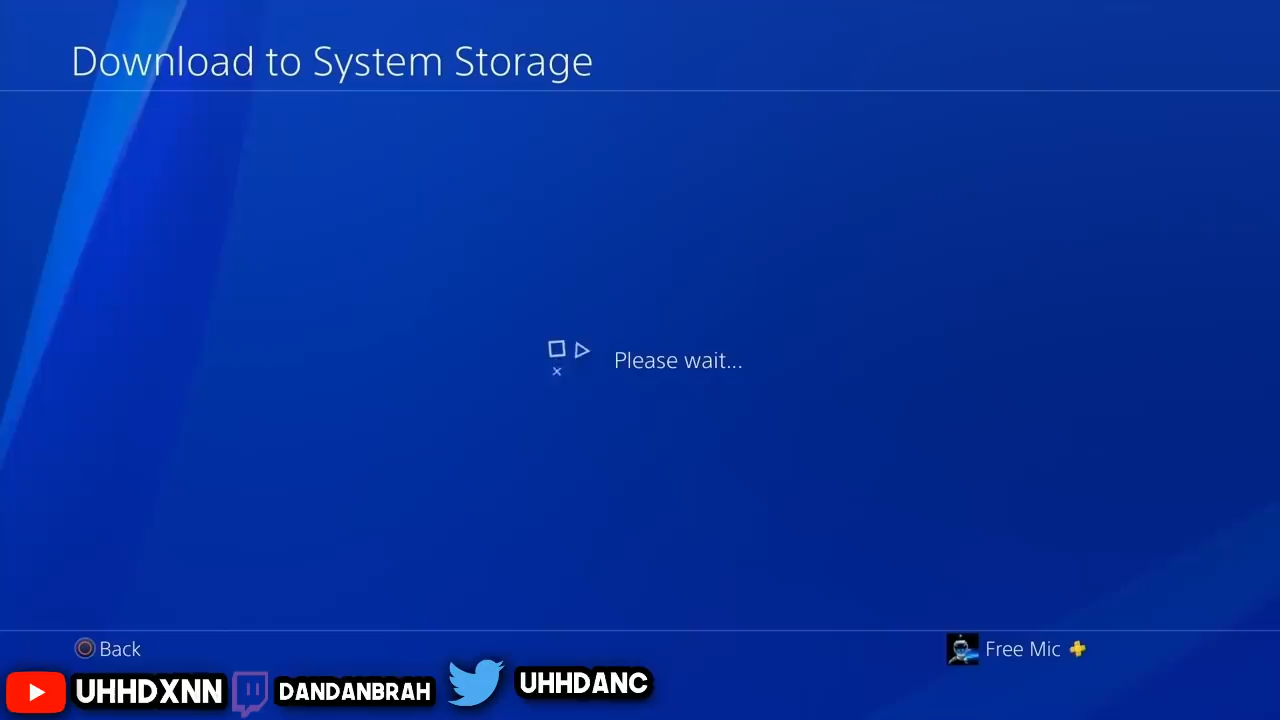 Download to System Storage
Please wait...
Back
Free Mic
UHHDXNN
DANDANBRAH
UHHDANC